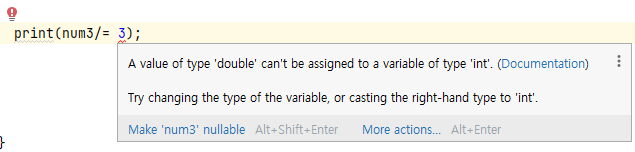 print(num3/= 3);
A value of type 'double' can't be assigned to a variable of type 'int'. (Documentation)
Try changing the type of the variable, or casting the right-hand type to 'int'.
Make 'num3' nullable Alt+Shift+Enter More actions... Alt+Enter
}